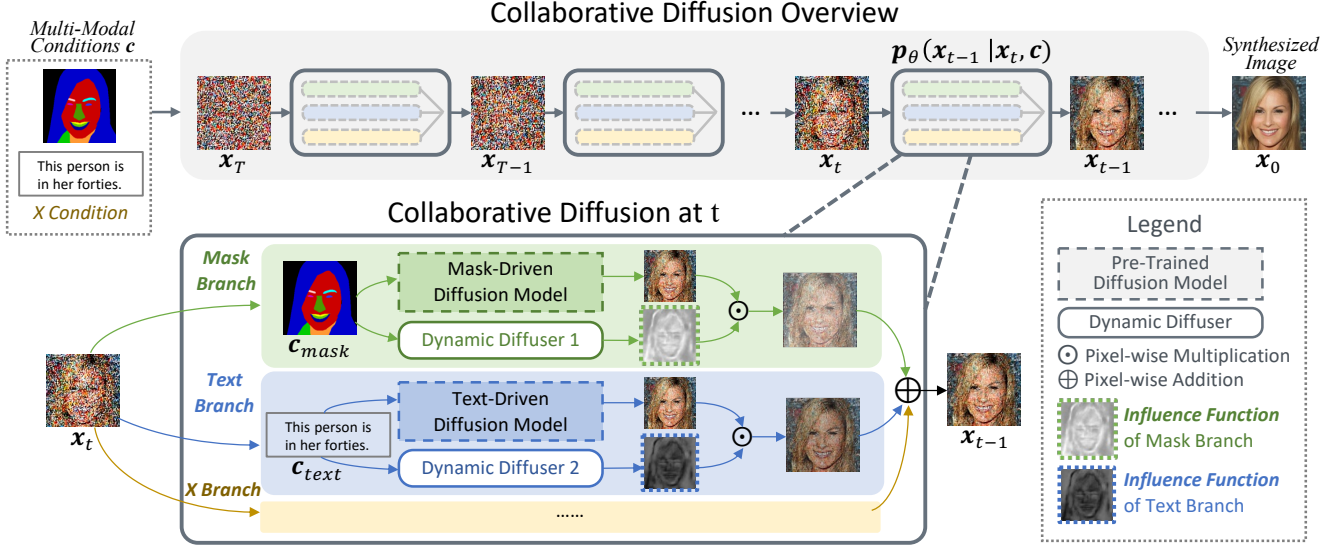 Collaborative Diffusion Overview
Multi-Modal
Conditions c
This person is
in her forties.
X Condition
x_T
x_{T-1}
...
x_t
p_θ(x_{t-1} |x_t, c)
x_{t-1}
...
Synthesized
Image
x_0
Collaborative Diffusion at t
x_t
Mask
Branch
c_{mask}
Mask-Driven
Diffusion Model
Dynamic Diffuser 1
Text
Branch
This person is
in her forties.
c_{text}
Text-Driven
Diffusion Model
Dynamic Diffuser 2
X Branch
......
x_{t-1}
Legend
Pre-Trained
Diffusion Model
Dynamic Diffuser
⊙ Pixel-wise Multiplication
⊕ Pixel-wise Addition
Influence Function
of Mask Branch
Influence Function
of Text Branch